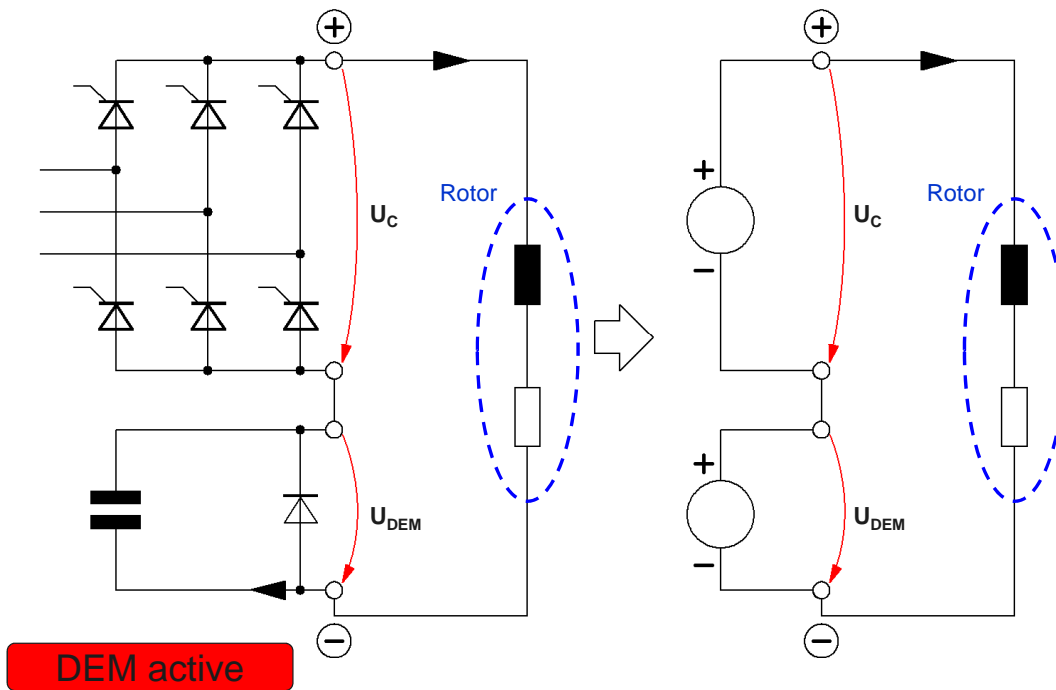 +
+
Rotor
U_C
+
−
Rotor
U_C
U_DEM
+
−
U_DEM
−
−
DEM active